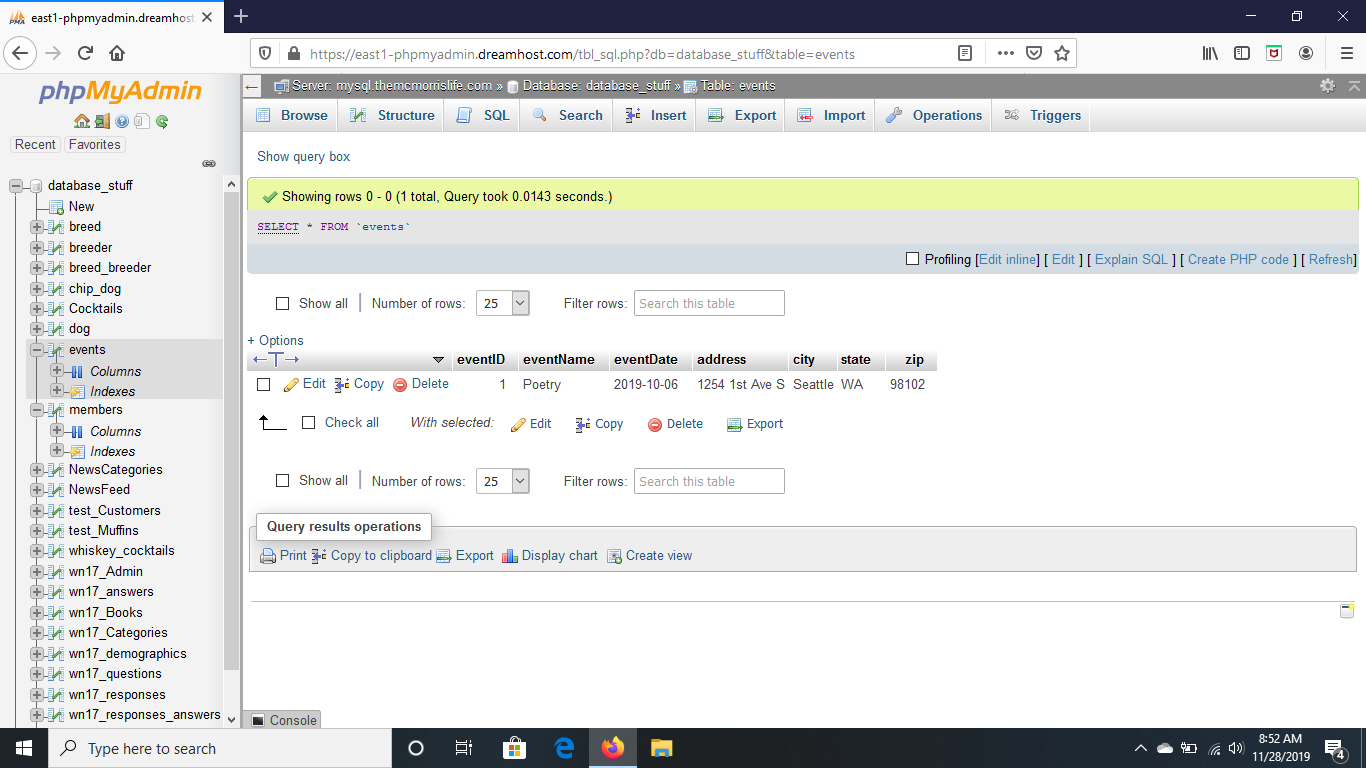 east1-phpmyadmin.dreamhost
https://east1-phpmyadmin.dreamhost.com/tbl_sql.php?db=database_stuff&table=events
phpMyAdmin
Recent Favorites
database_stuff
New
breed
breeder
breed_breeder
chip_dog
Cocktails
dog
events
Columns
Indexes
members
Columns
Indexes
NewsCategories
NewsFeed
test_Customers
test_Muffins
whiskey_cocktails
wn17_Admin
wn17_answers
wn17_Books
wn17_Categories
wn17_demographics
wn17_questions
wn17_responses
wn17_responses_answers
Server: mysql.themcmorrislife.com » Database: database_stuff » Table: events
Browse Structure SQL Search Insert Export Import Operations Triggers
Show query box
Showing rows 0 - 0 (1 total, Query took 0.0143 seconds.)
SELECT * FROM `events`
Profiling [Edit inline] [ Edit ] [ Explain SQL ] [ Create PHP code ] [ Refresh]
Show all Number of rows: 25 Filter rows: Search this table
+ Options
←T→ eventID eventName eventDate address city state zip
Edit Copy Delete 1 Poetry 2019-10-06 1254 1st Ave S Seattle WA 98102
Check all With selected: Edit Copy Delete Export
Show all Number of rows: 25 Filter rows: Search this table
Query results operations
Print Copy to clipboard Export Display chart Create view
Console
Type here to search
8:52 AM
11/28/2019
4